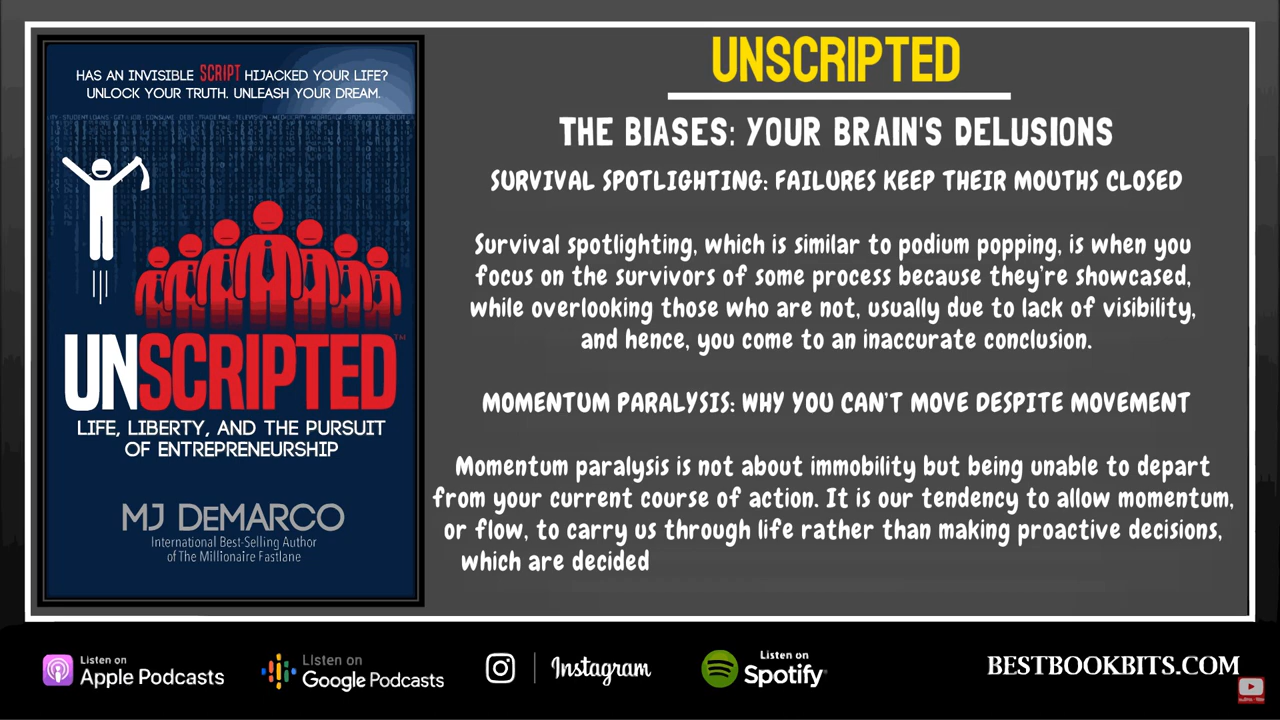 HAS AN INVISIBLE SCRIPT HIJACKED YOUR LIFE?
UNLOCK YOUR TRUTH. UNLEASH YOUR DREAM.
UNSCRIPTED™
LIFE, LIBERTY, AND THE PURSUIT
OF ENTREPRENEURSHIP
MJ DEMARCO
International Best-Selling Author
of The Millionaire Fastlane
UNSCRIPTED
THE BIASES: YOUR BRAIN'S DELUSIONS
SURVIVAL SPOTLIGHTING: FAILURES KEEP THEIR MOUTHS CLOSED
Survival spotlighting, which is similar to podium popping, is when you
focus on the survivors of some process because they're showcased,
while overlooking those who are not, usually due to lack of visibility,
and hence, you come to an inaccurate conclusion.
MOMENTUM PARALYSIS: WHY YOU CAN'T MOVE DESPITE MOVEMENT
Momentum paralysis is not about immobility but being unable to depart
from your current course of action. It is our tendency to allow momentum,
or flow, to carry us through life rather than making proactive decisions,
which are decided
Listen on
Apple Podcasts
Listen on
Google Podcasts
Instagram
Listen on
Spotify
BESTBOOKBITS.COM